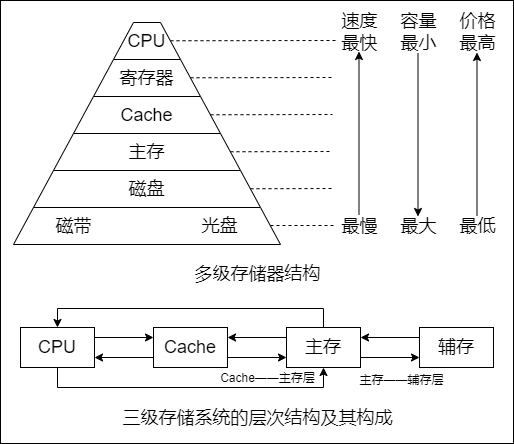 速度 容量 价格
CPU 最快 最小 最高
寄存器
Cache
主存
磁盘
磁带 光盘 最慢 最大 最低
多级存储器结构
CPU Cache 主存 辅存
Cache——主存层 主存——辅存层
三级存储系统的层次结构及其构成